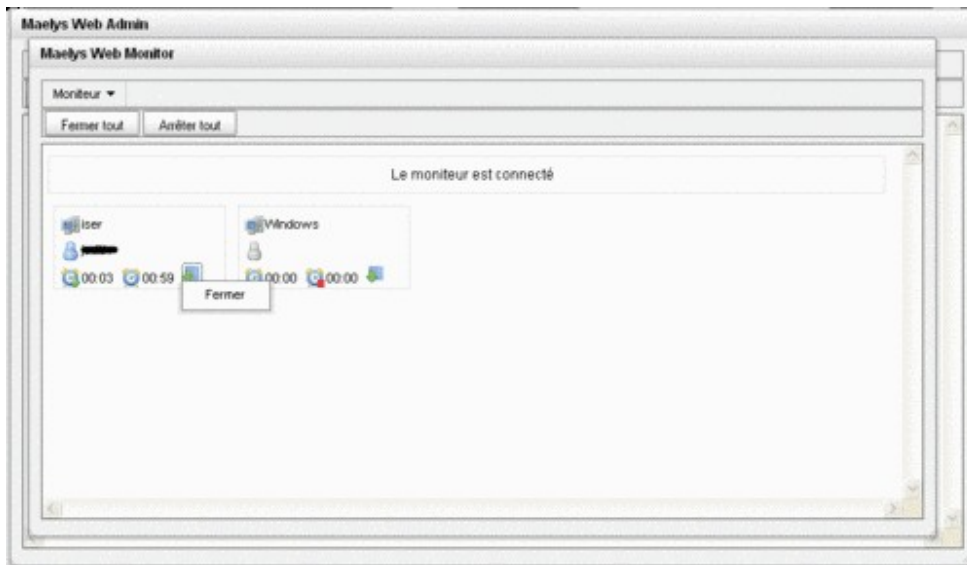 Maelys Web Admin
Maelys Web Monitor
Moniteur
Fermer tout Arrêter tout
Le moniteur est connecté
iser Windows
00:03 00:59 00:00 00:00
Fermer